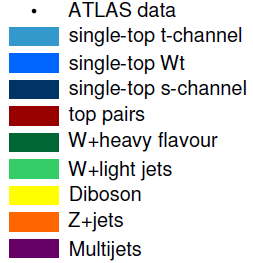 ATLAS data
single-top t-channel
single-top Wt
single-top s-channel
top pairs
W+heavy flavour
W+light jets
Diboson
Z+jets
Multijets